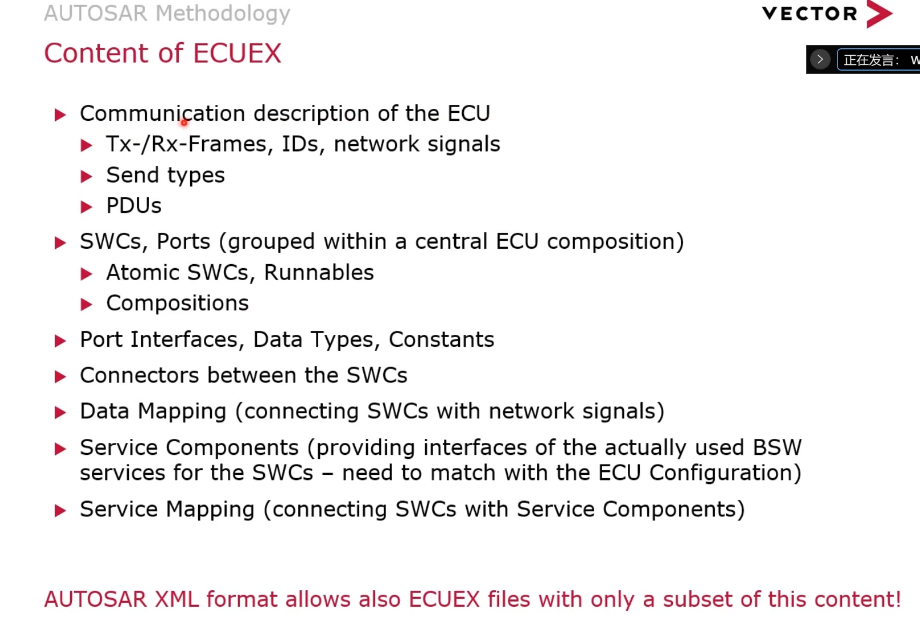 AUTOSAR Methodology
VECTOR
Content of ECUEX
正在发言：
Communication description of the ECU
Tx-/Rx-Frames, IDs, network signals
Send types
PDUs
SWCs, Ports (grouped within a central ECU composition)
Atomic SWCs, Runnables
Compositions
Port Interfaces, Data Types, Constants
Connectors between the SWCs
Data Mapping (connecting SWCs with network signals)
Service Components (providing interfaces of the actually used BSW
services for the SWCs – need to match with the ECU Configuration)
Service Mapping (connecting SWCs with Service Components)
AUTOSAR XML format allows also ECUEX files with only a subset of this content!